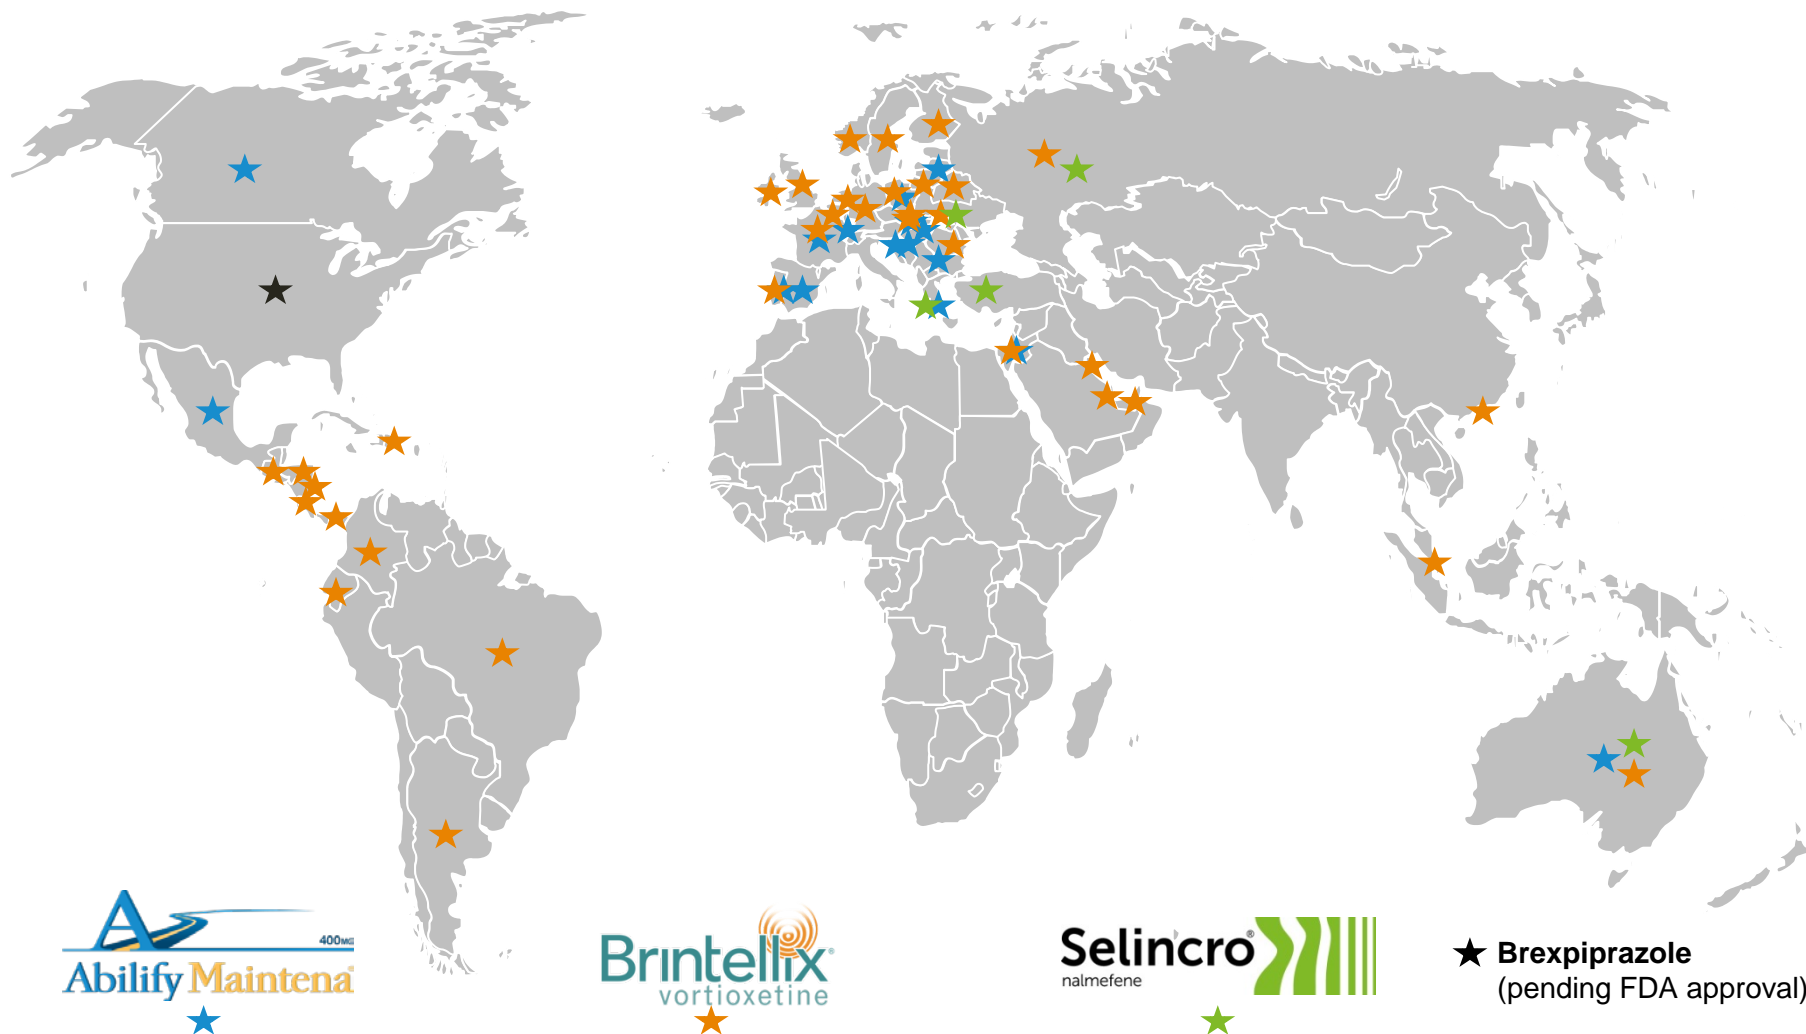 400MG
Abilify Maintena
Brintellix®
vortioxetine
Selincro®
nalmefene
Brexpiprazole
(pending FDA approval)